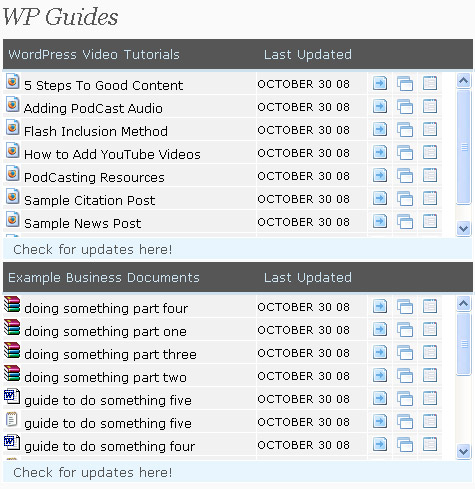 WP Guides
WordPress Video Tutorials Last Updated
5 Steps To Good Content OCTOBER 30 08
Adding PodCast Audio OCTOBER 30 08
Flash Inclusion Method OCTOBER 30 08
How to Add YouTube Videos OCTOBER 30 08
PodCasting Resources OCTOBER 30 08
Sample Citation Post OCTOBER 30 08
Sample News Post OCTOBER 30 08
Check for updates here!
Example Business Documents Last Updated
doing something part four OCTOBER 30 08
doing something part one OCTOBER 30 08
doing something part three OCTOBER 30 08
doing something part two OCTOBER 30 08
guide to do something five OCTOBER 30 08
guide to do something five OCTOBER 30 08
guide to do something four OCTOBER 30 08
Check for updates here!